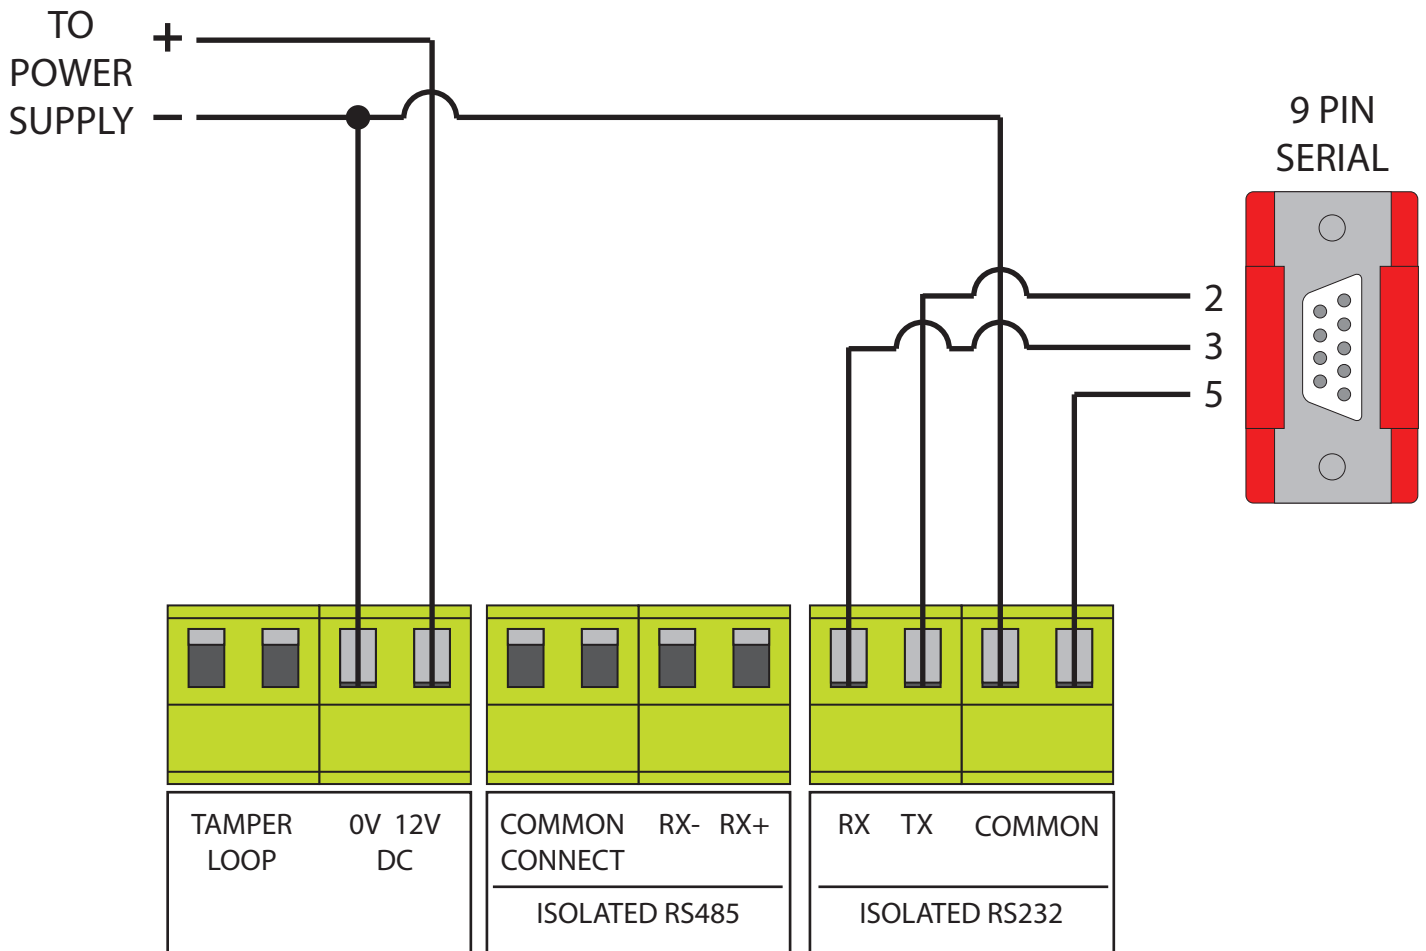 TO
POWER
SUPPLY
+
−
9 PIN
SERIAL
2
3
5
TAMPER
LOOP
0V 12V
DC
COMMON
CONNECT
RX- RX+
ISOLATED RS485
RX TX COMMON
ISOLATED RS232